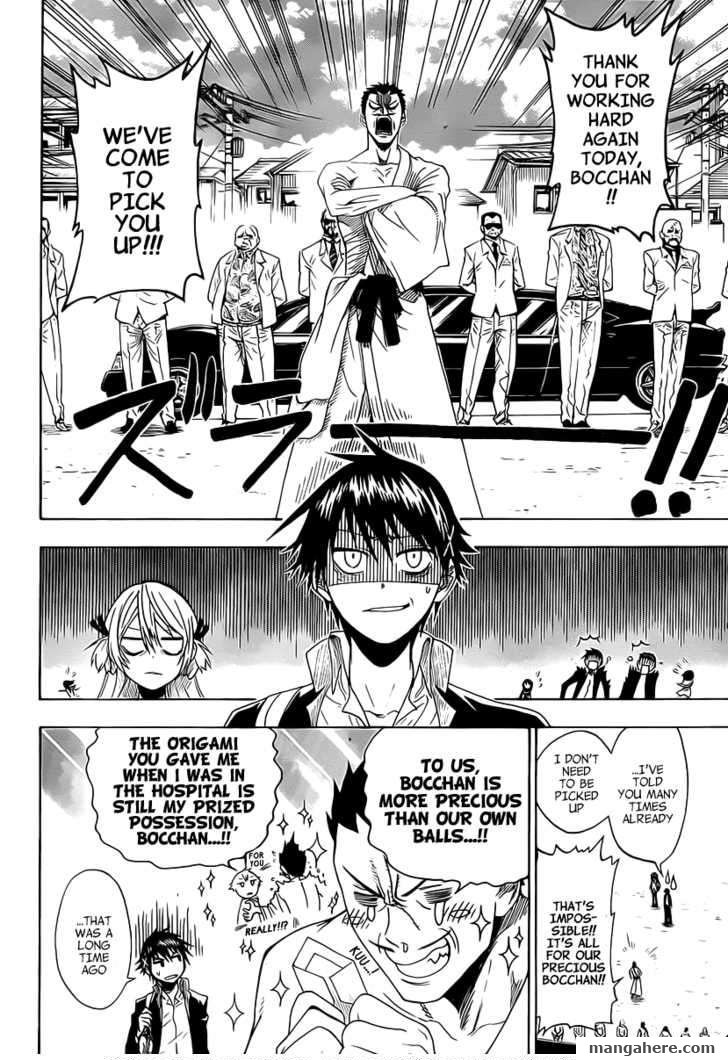 THANK
YOU FOR
WORKING
HARD
AGAIN
TODAY,
BOCCHAN
!!
WE'VE
COME
TO
PICK
YOU
UP!!!
ズラーー!!
...I'VE
TOLD
YOU MANY
TIMES
ALREADY
I DON'T
NEED
TO BE
PICKED
UP
THAT'S
IMPOS-
SIBLE!!
IT'S ALL
FOR OUR
PRECIOUS
BOCCHAN
TO US,
BOCCHAN IS
MORE PRECIOUS
THAN OUR OWN
BALLS...!!
KUU...!
THE ORIGAMI
YOU GAVE ME
WHEN I WAS IN
THE HOSPITAL IS
STILL MY PRIZED
POSSESSION,
BOCCHAN...!!
FOR
YOU
REALLY!!?
...THAT
WAS A
LONG
TIME
AGO
mangahere.com